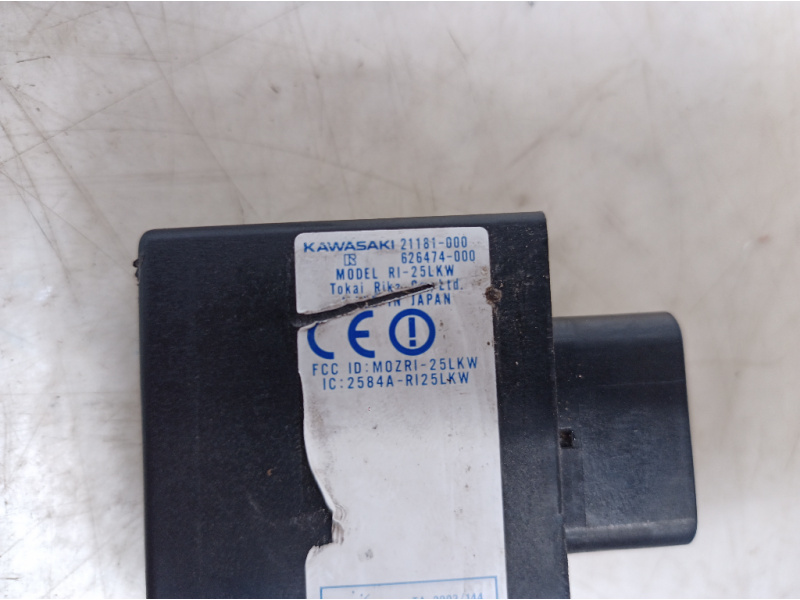 KAWASAKI 21181-000
626474-000
MODEL RI-25LKW
Tokai Rika Co., Ltd.
IN JAPAN
CE
FCC ID:MOZRI-25LKW
IC:2584A-RI25LKW